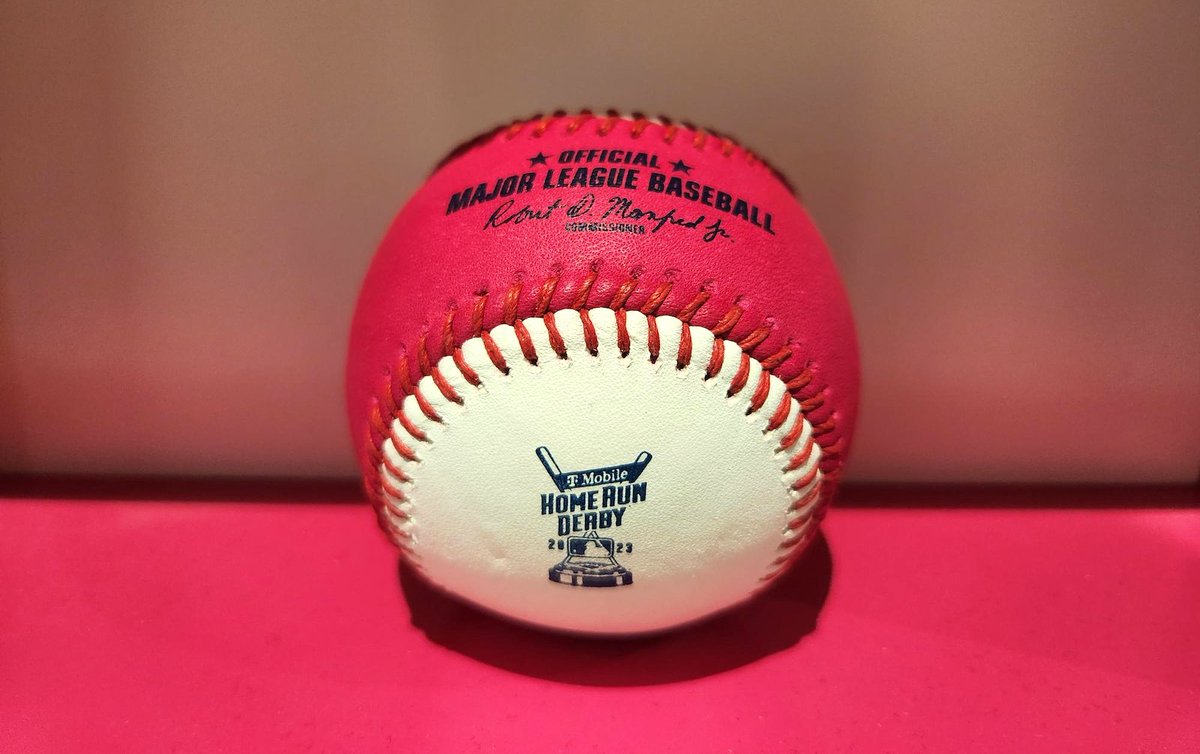 ★ OFFICIAL ★
MAJOR LEAGUE BASEBALL
Robert D. Manfred Jr.
COMMISSIONER
T Mobile
HOME RUN
DERBY
20 23